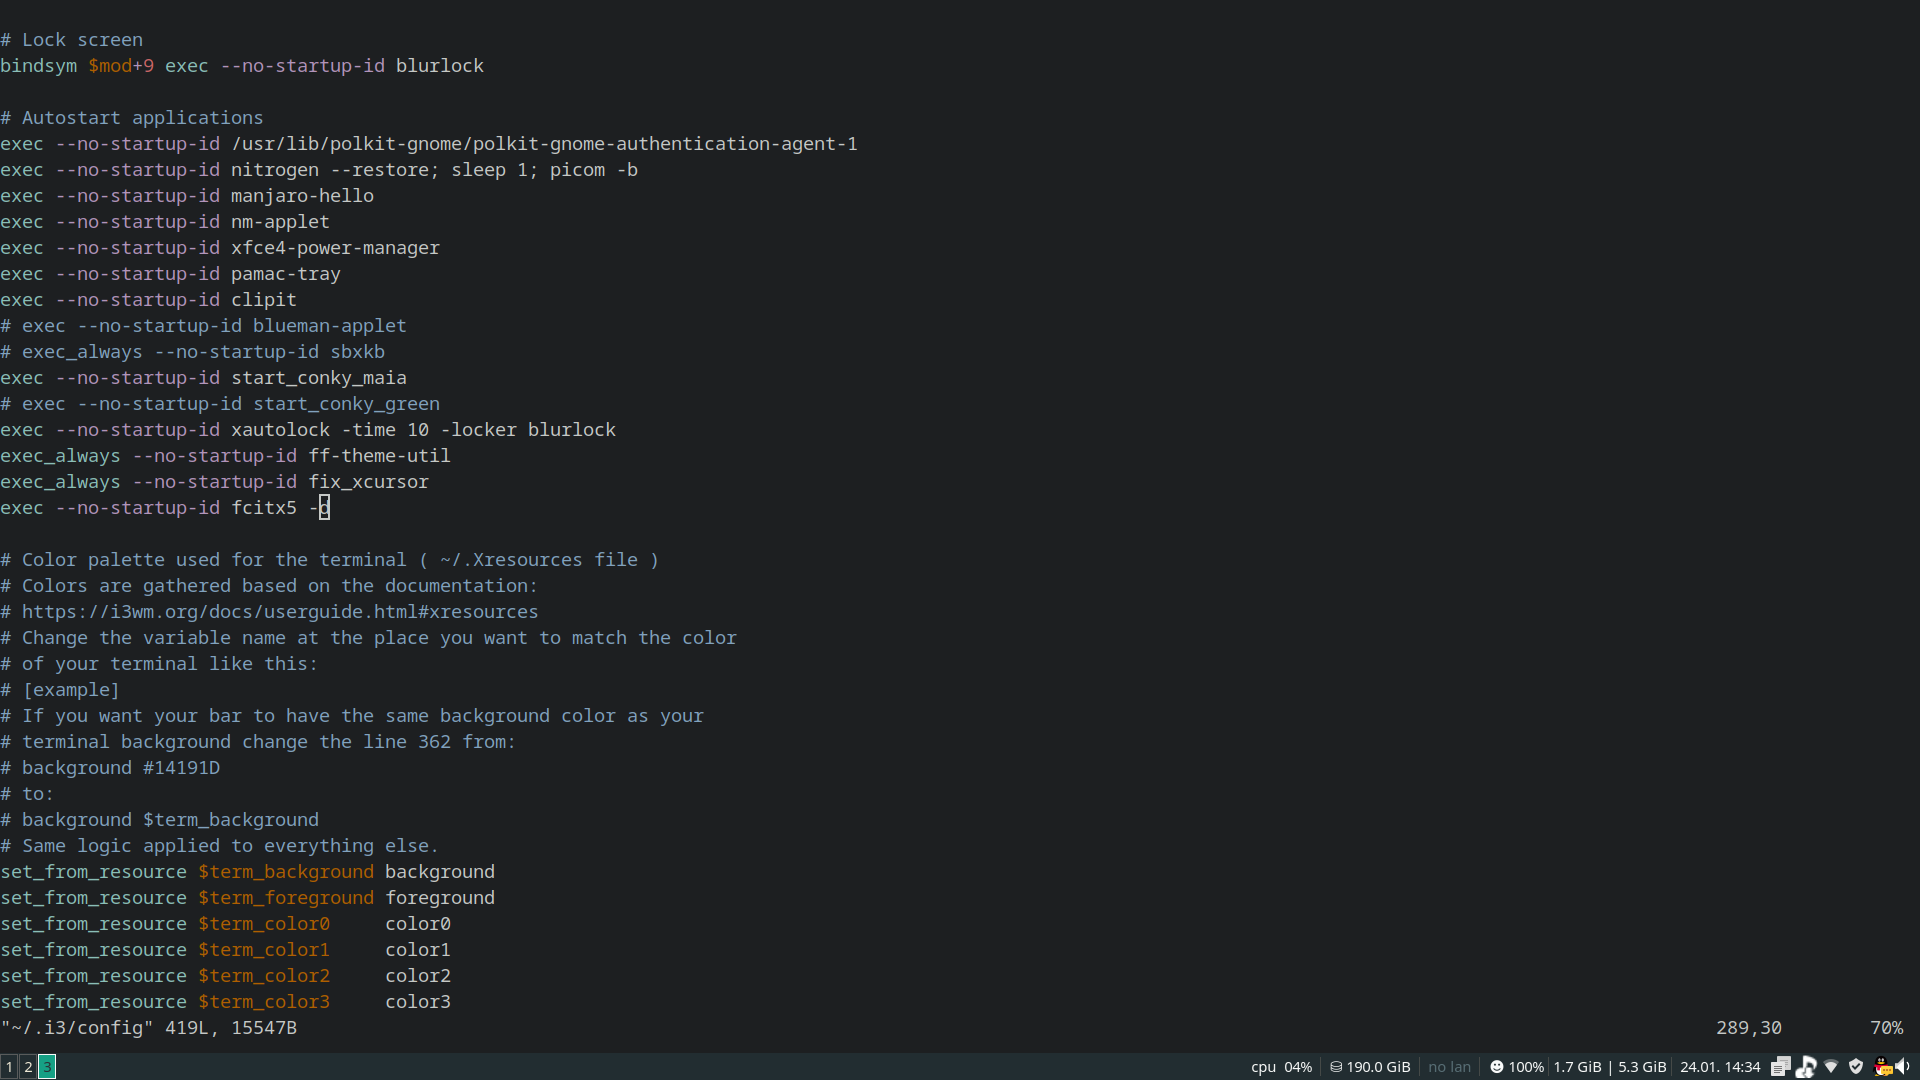 # Lock screen
bindsym $mod+9 exec --no-startup-id blurlock
# Autostart applications
exec --no-startup-id /usr/lib/polkit-gnome/polkit-gnome-authentication-agent-1
exec --no-startup-id nitrogen --restore; sleep 1; picom -b
exec --no-startup-id manjaro-hello
exec --no-startup-id nm-applet
exec --no-startup-id xfce4-power-manager
exec --no-startup-id pamac-tray
exec --no-startup-id clipit
# exec --no-startup-id blueman-applet
# exec_always --no-startup-id sbxkb
exec --no-startup-id start_conky_maia
# exec --no-startup-id start_conky_green
exec --no-startup-id xautolock -time 10 -locker blurlock
exec_always --no-startup-id ff-theme-util
exec_always --no-startup-id fix_xcursor
exec --no-startup-id fcitx5 -d
# Color palette used for the terminal ( ~/.Xresources file )
# Colors are gathered based on the documentation:
# https://i3wm.org/docs/userguide.html#xresources
# Change the variable name at the place you want to match the color
# of your terminal like this:
# [example]
# If you want your bar to have the same background color as your
# terminal background change the line 362 from:
# background #14191D
# to:
# background $term_background
# Same logic applied to everything else.
set_from_resource $term_background background
set_from_resource $term_foreground foreground
set_from_resource $term_color0     color0
set_from_resource $term_color1     color1
set_from_resource $term_color2     color2
set_from_resource $term_color3     color3
"~/.i3/config" 419L, 15547B 289,30 70%
1 2 3 cpu 04% 190.0 GiB no lan 100% 1.7 GiB | 5.3 GiB 24.01. 14:34